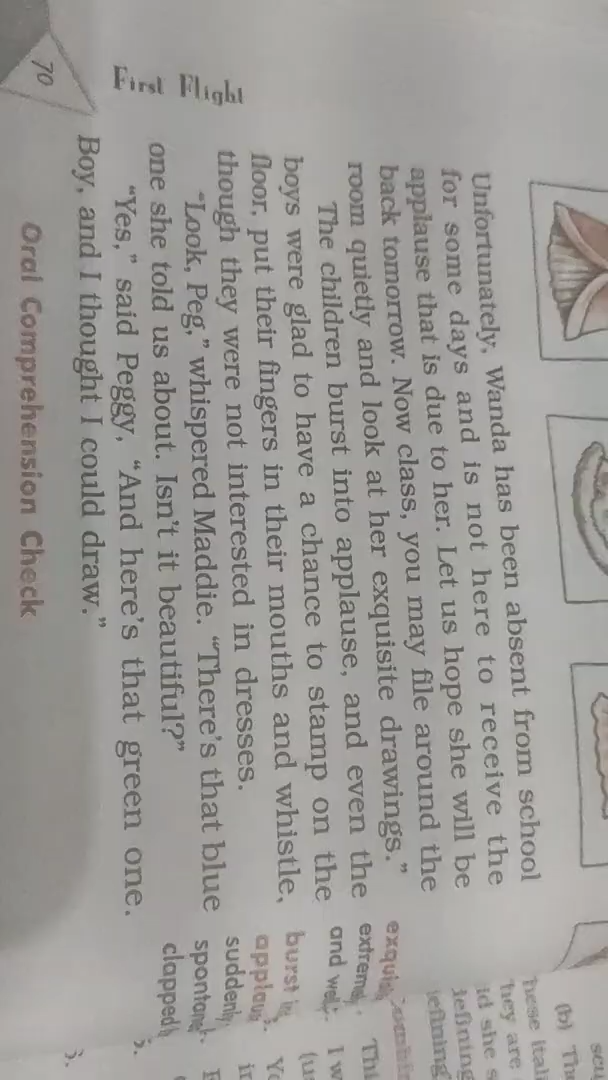 Unfortunately, Wanda has been absent from school
for some days and is not here to receive the
applause that is due to her. Let us hope she will be
back tomorrow. Now class, you may file around the
room quietly and look at her exquisite drawings.”
The children burst into applause, and even the
boys were glad to have a chance to stamp on the
floor, put their fingers in their mouths and whistle,
though they were not interested in dresses.
“Look, Peg,” whispered Maddie. “There’s that blue
one she told us about. Isn’t it beautiful?”
“Yes,” said Peggy, “And here’s that green one.
Boy, and I thought I could draw.”
and
burst
clapped
Oral Comprehension Check
70
First Flight
(b)
they are
she